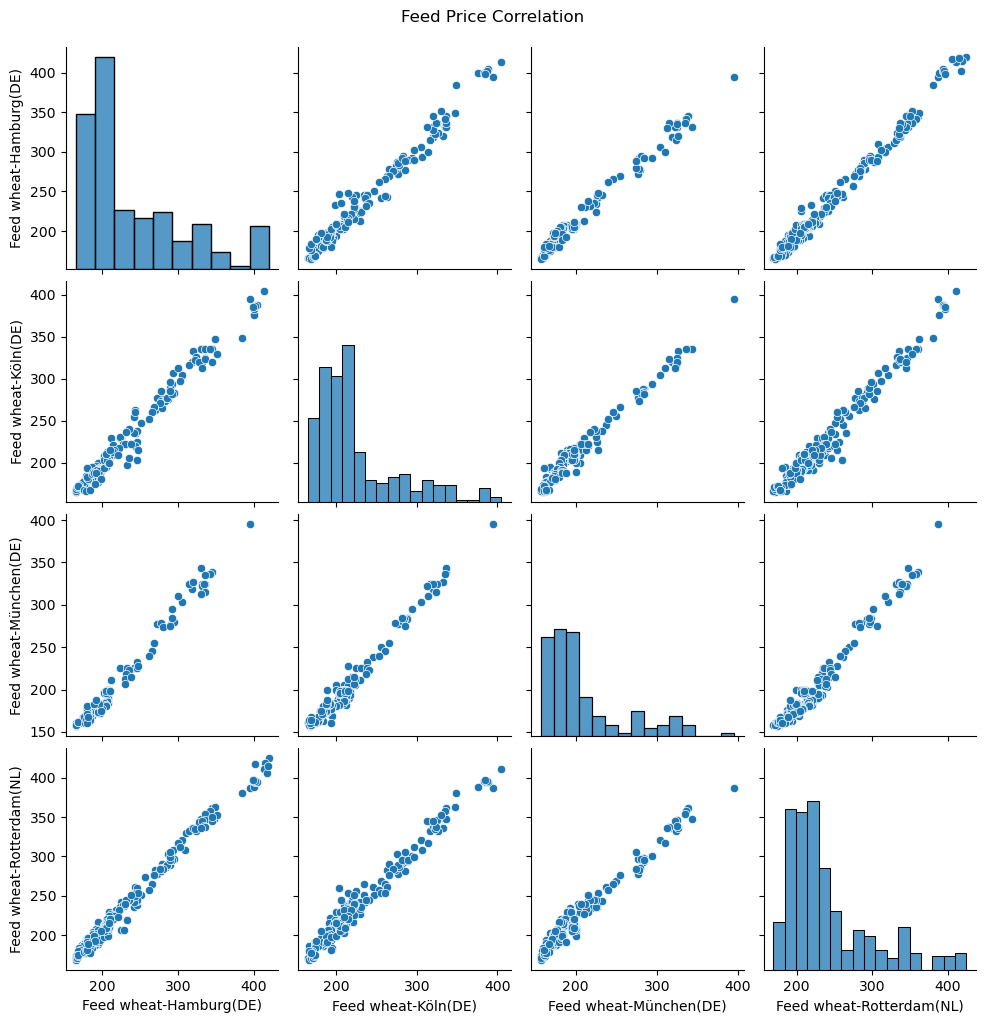 Feed Price Correlation
Feed wheat-Hamburg(DE)
400
350
300
250
200
Feed wheat-Köln(DE)
400
350
300
250
200
Feed wheat-München(DE)
400
350
300
250
200
150
Feed wheat-Rotterdam(NL)
400
350
300
250
200
200 300 400
200 300 400
200 300
200 300 400
Feed wheat-Hamburg(DE)
Feed wheat-Köln(DE)
Feed wheat-München(DE)
Feed wheat-Rotterdam(NL)